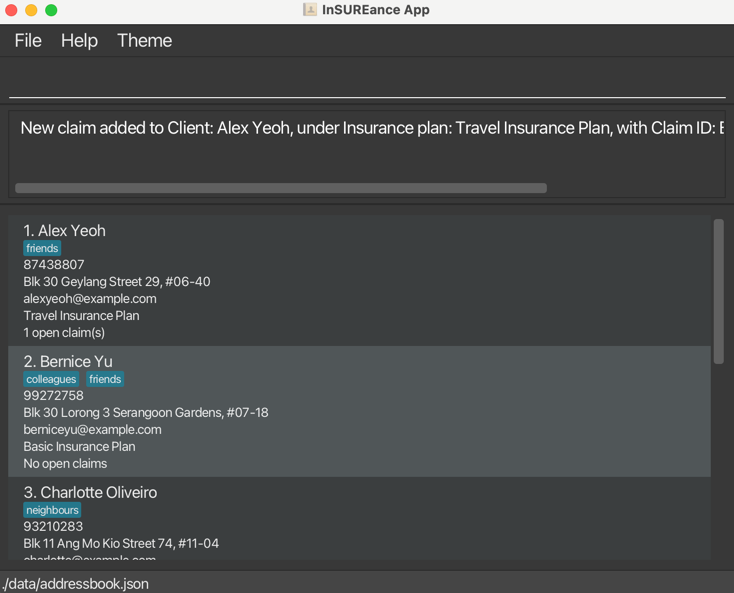 InSUREance App
File Help Theme
New claim added to Client: Alex Yeoh, under Insurance plan: Travel Insurance Plan, with Claim ID:
1. Alex Yeoh
friends
87438807
Blk 30 Geylang Street 29, #06-40
alexyeoh@example.com
Travel Insurance Plan
1 open claim(s)
2. Bernice Yu
colleagues friends
99272758
Blk 30 Lorong 3 Serangoon Gardens, #07-18
berniceyu@example.com
Basic Insurance Plan
No open claims
3. Charlotte Oliveiro
neighbours
93210283
Blk 11 Ang Mo Kio Street 74, #11-04
./data/addressbook.json